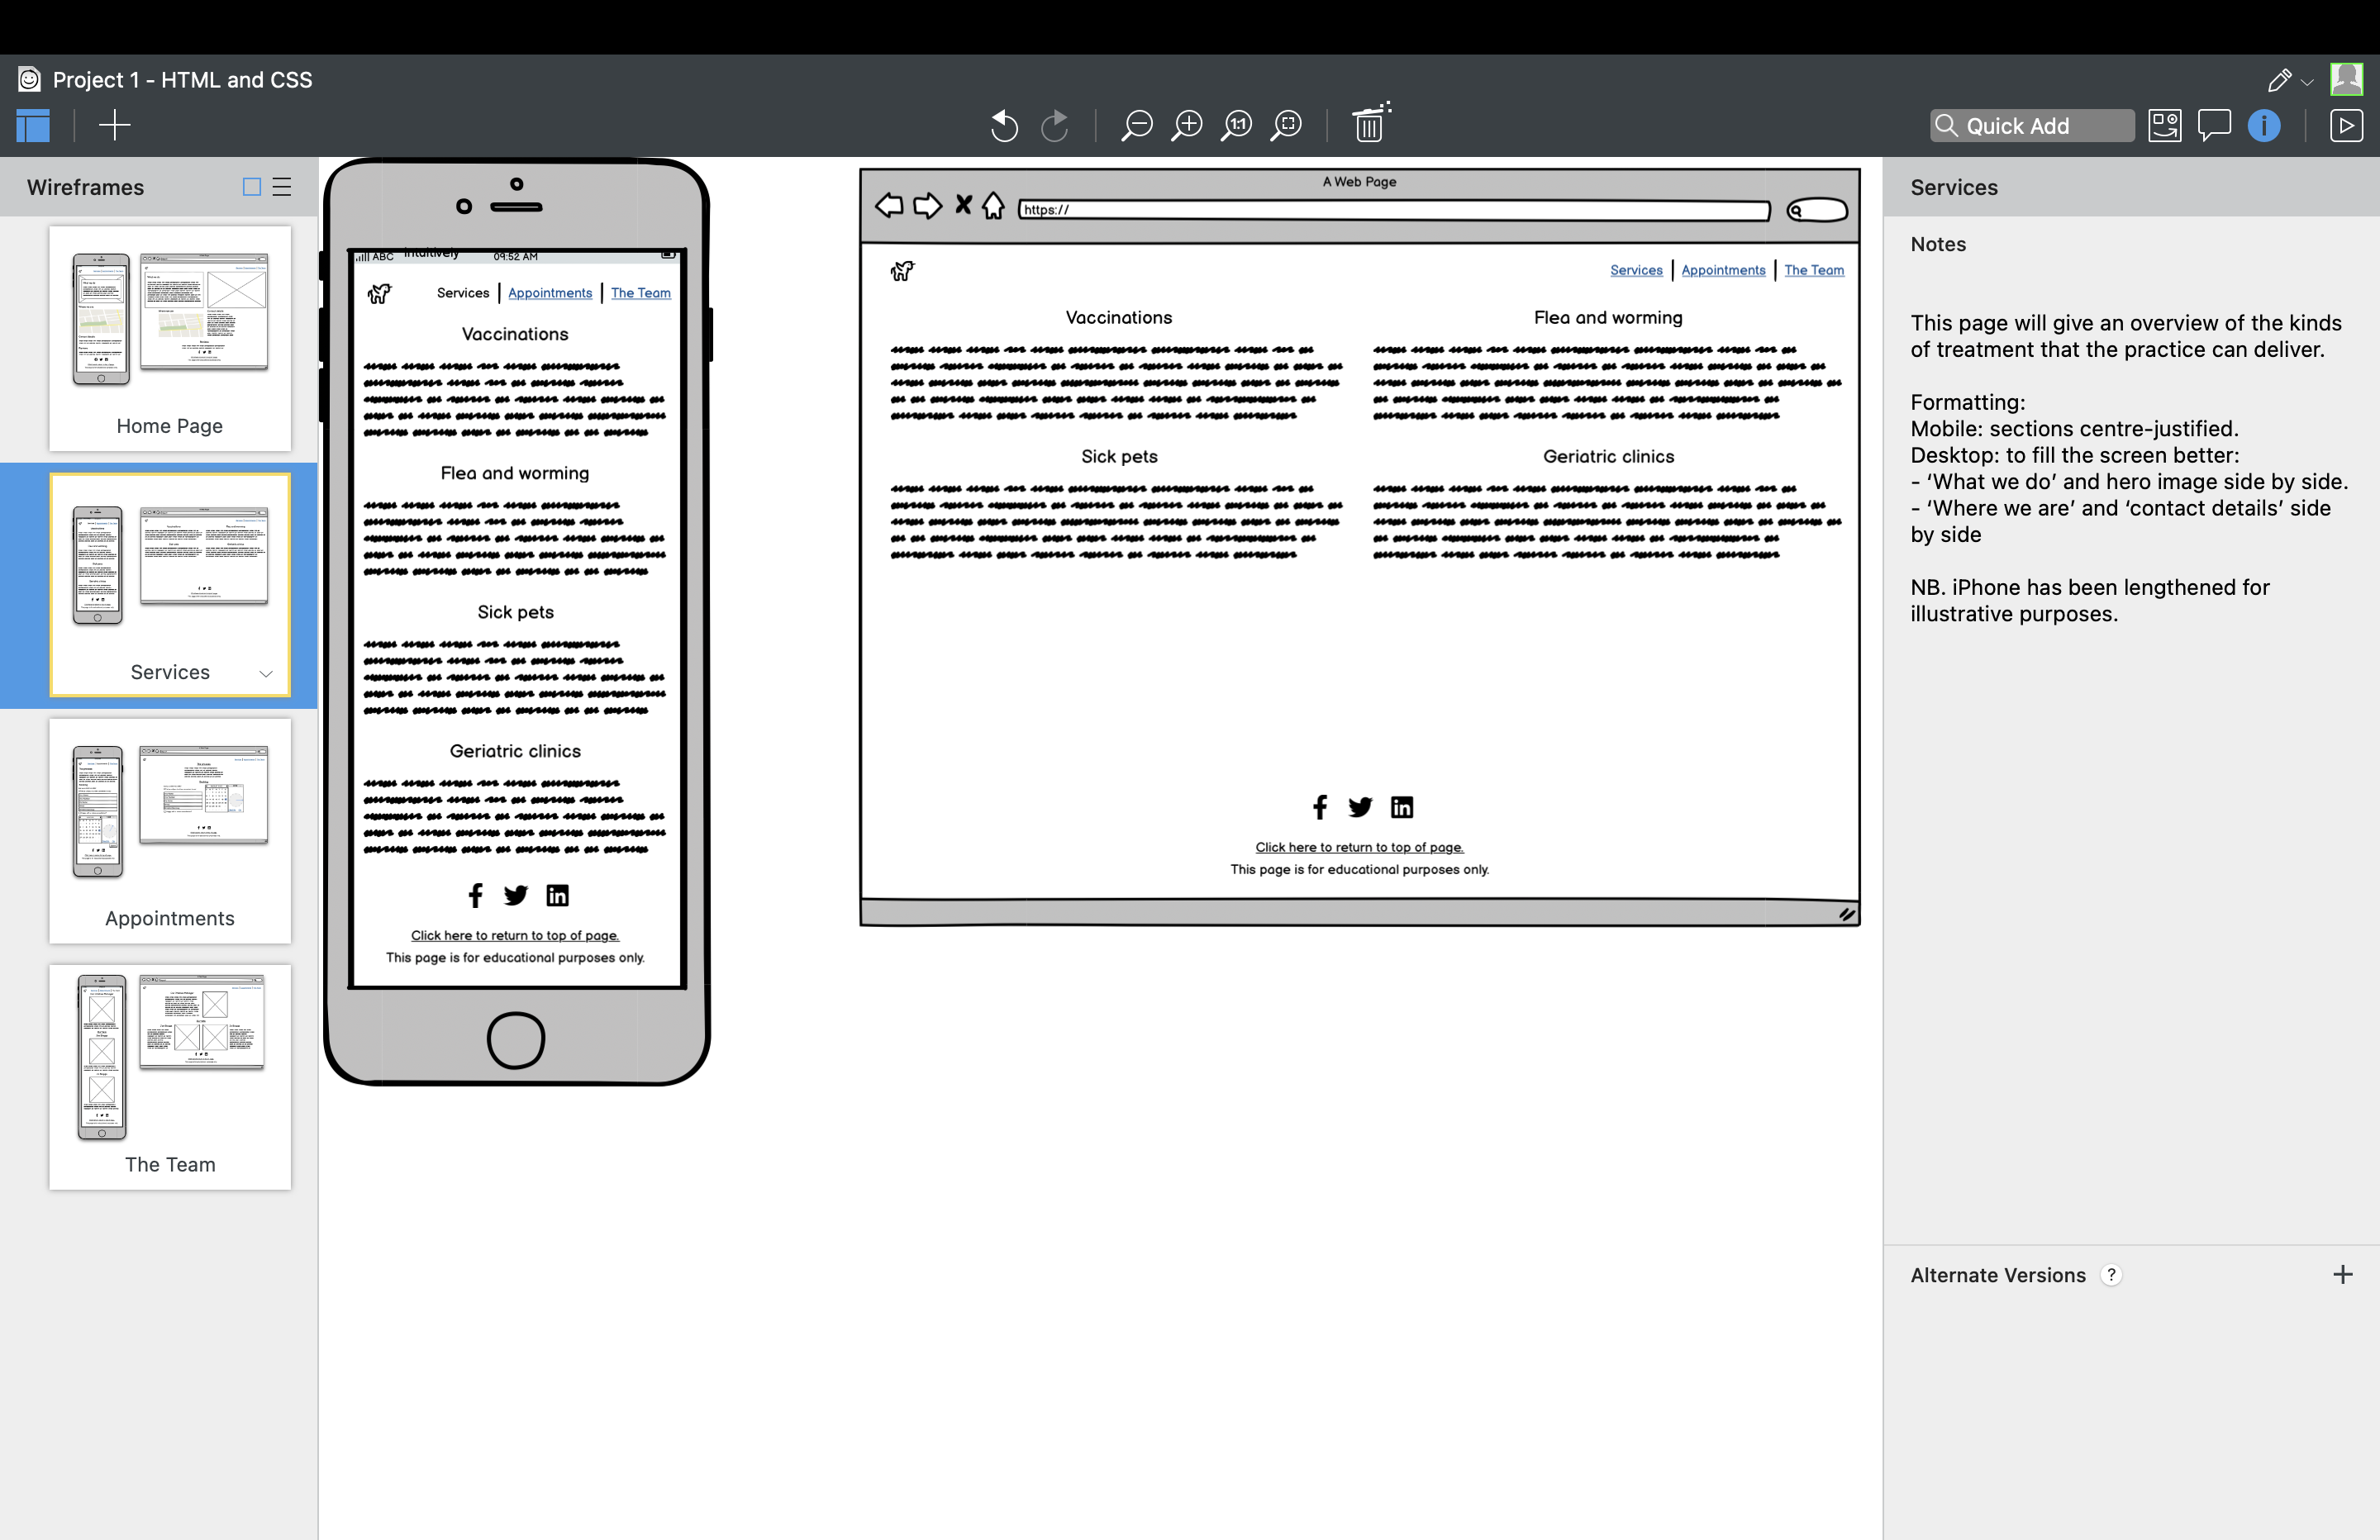 Project 1 - HTML and CSS
Quick Add
1:1
i
Wireframes
Home Page
Services
Appointments
The Team
ABC
intuitively
09:52 AM
Services
Appointments
The Team
Vaccinations
Flea and worming
Sick pets
Geriatric clinics
Click here to return to top of page.
This page is for educational purposes only.
A Web Page
https://
Services
Appointments
The Team
Vaccinations
Flea and worming
Sick pets
Geriatric clinics
Click here to return to top of page.
This page is for educational purposes only.
Services
Notes
This page will give an overview of the kinds
of treatment that the practice can deliver.
Formatting:
Mobile: sections centre-justified.
Desktop: to fill the screen better:
- ‘What we do’ and hero image side by side.
- ‘Where we are’ and ‘contact details’ side
by side
NB. iPhone has been lengthened for
illustrative purposes.
Alternate Versions ?